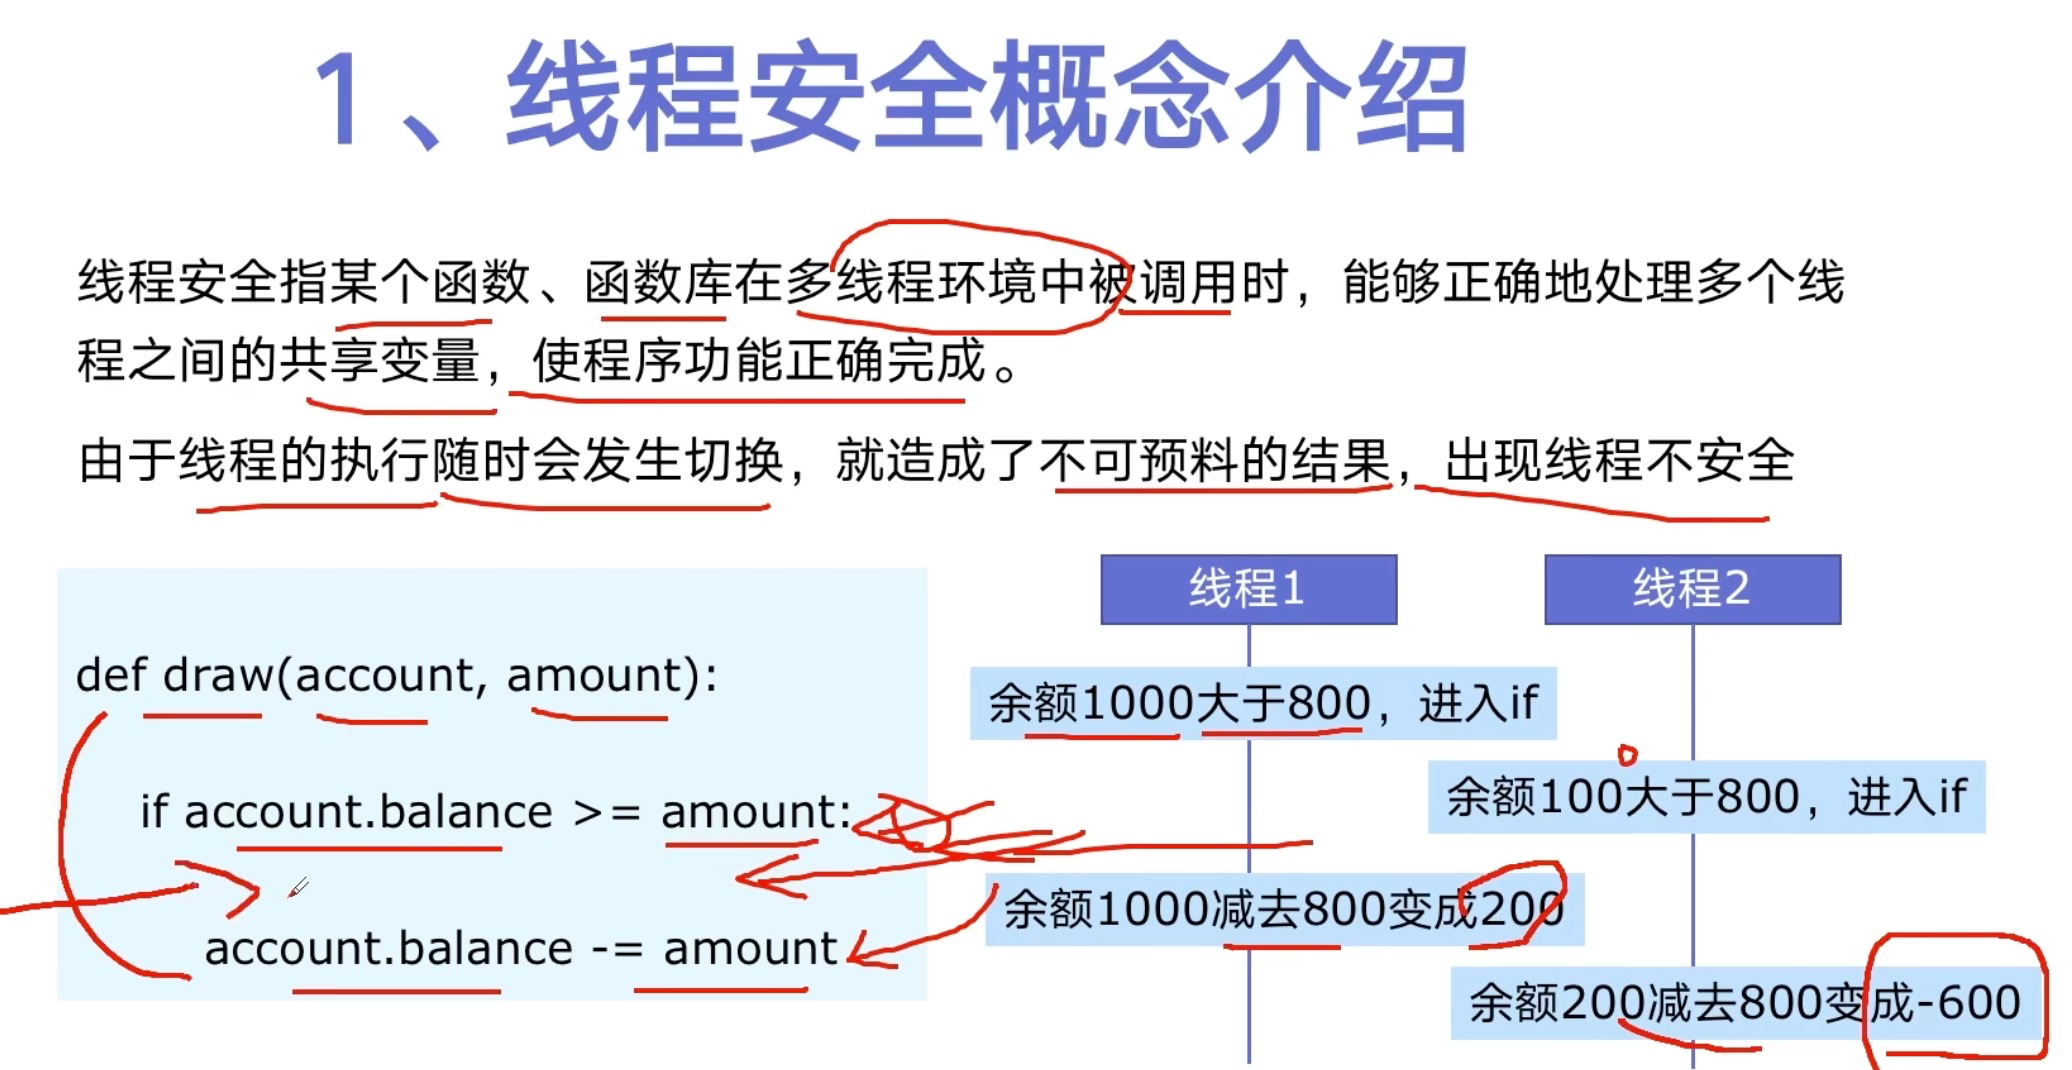 1、线程安全概念介绍
线程安全指某个函数、函数库在多线程环境中被调用时，能够正确地处理多个线
程之间的共享变量，使程序功能正确完成。
由于线程的执行随时会发生切换，就造成了不可预料的结果，出现线程不安全
def draw(account, amount):
if account.balance >= amount:
account.balance -= amount
线程1
线程2
余额1000大于800，进入if
余额100大于800，进入if
余额1000减去800变成200
余额200减去800变成-600